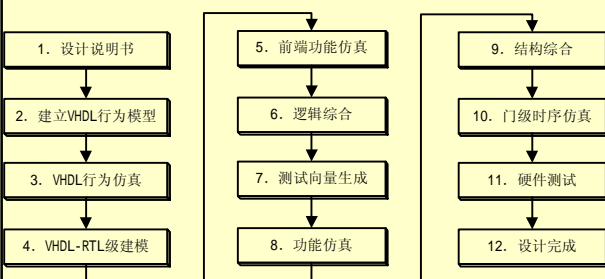 1. 设计说明书
2. 建立VHDL行为模型
3. VHDL行为仿真
4. VHDL-RTL级建模
5. 前端功能仿真
6. 逻辑综合
7. 测试向量生成
8. 功能仿真
9. 结构综合
10. 门级时序仿真
11. 硬件测试
12. 设计完成